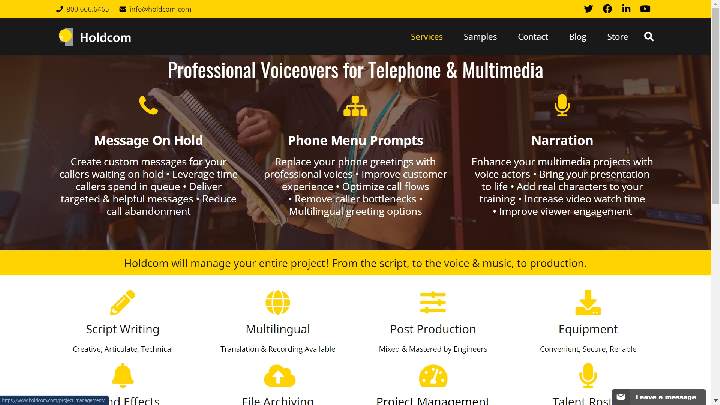 800.666.6465 info@holdcom.com
Holdcom
Services Samples Contact Blog Store
Professional Voiceovers for Telephone & Multimedia
Message On Hold
Create custom messages for your
callers waiting on hold • Leverage time
callers spend in queue • Deliver
targeted & helpful messages • Reduce
call abandonment
Phone Menu Prompts
Replace your phone greetings with
professional voices • Improve customer
experience • Optimize call flows
• Remove caller bottlenecks •
Multilingual greeting options
Narration
Enhance your multimedia projects with
voice actors • Bring your presentation
to life • Add real characters to your
training • Increase video watch time
• Improve viewer engagement
Holdcom will manage your entire project! From the script, to the voice & music, to production.
Script Writing
Creative, Articulate, Technical
Multilingual
Translation & Recording Available
Post Production
Mixed & Mastered by Engineers
Equipment
Convenient, Secure, Reliable
Effects
File Archiving
Project Management
Talent
https://www.holdcom.com/project-management/
Leave a message